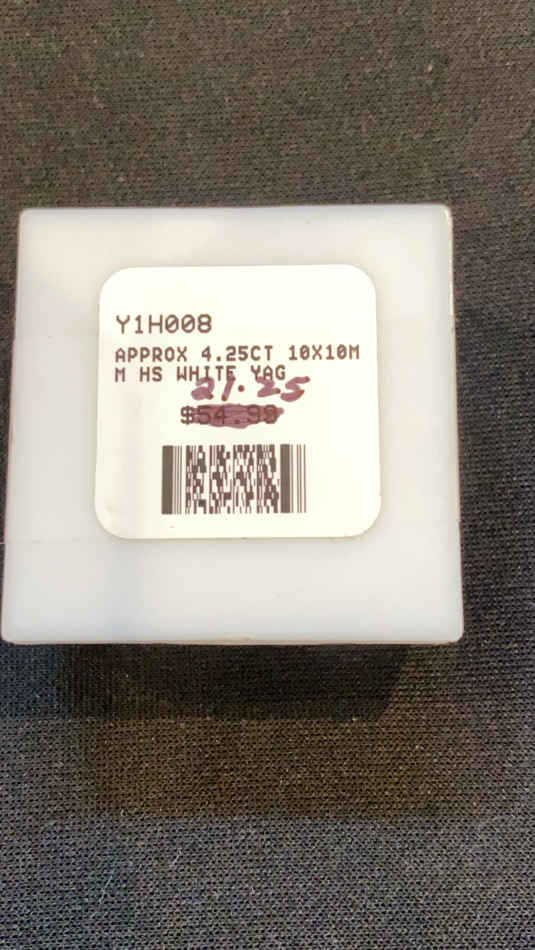 Y1H008
APPROX 4.25CT 10X10M
M HS WHITE YAG
21.25
$54.99